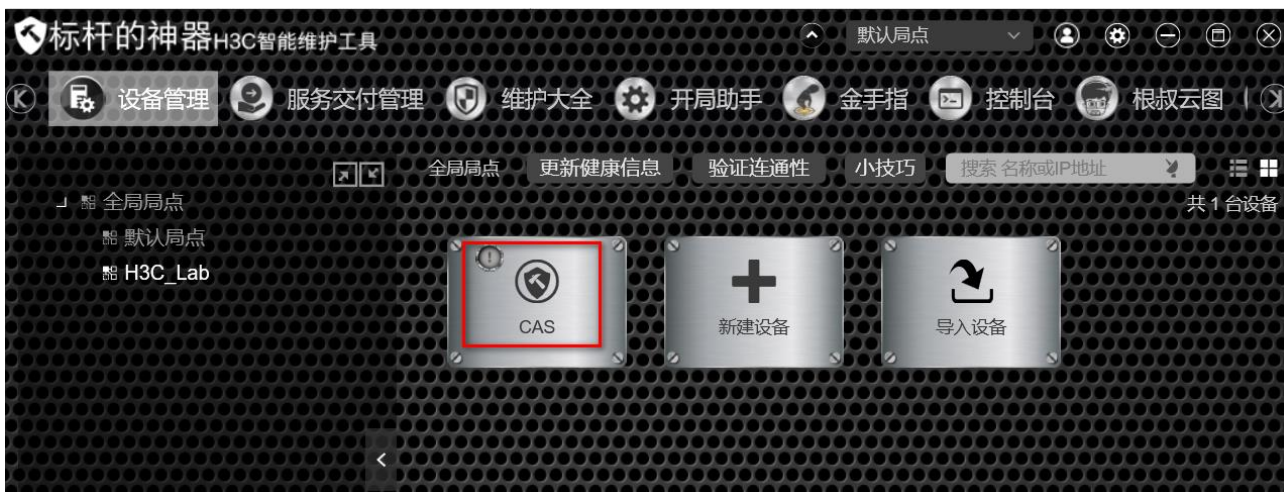 标杆的神器H3C智能维护工具
默认局点
设备管理 服务交付管理 维护大全 开局助手 金手指 控制台 根叔云图
全局局点 更新健康信息 验证连通性 小技巧 搜索 名称或IP地址
共 1 台设备
全局局点
默认局点
H3C_Lab
CAS 新建设备 导入设备